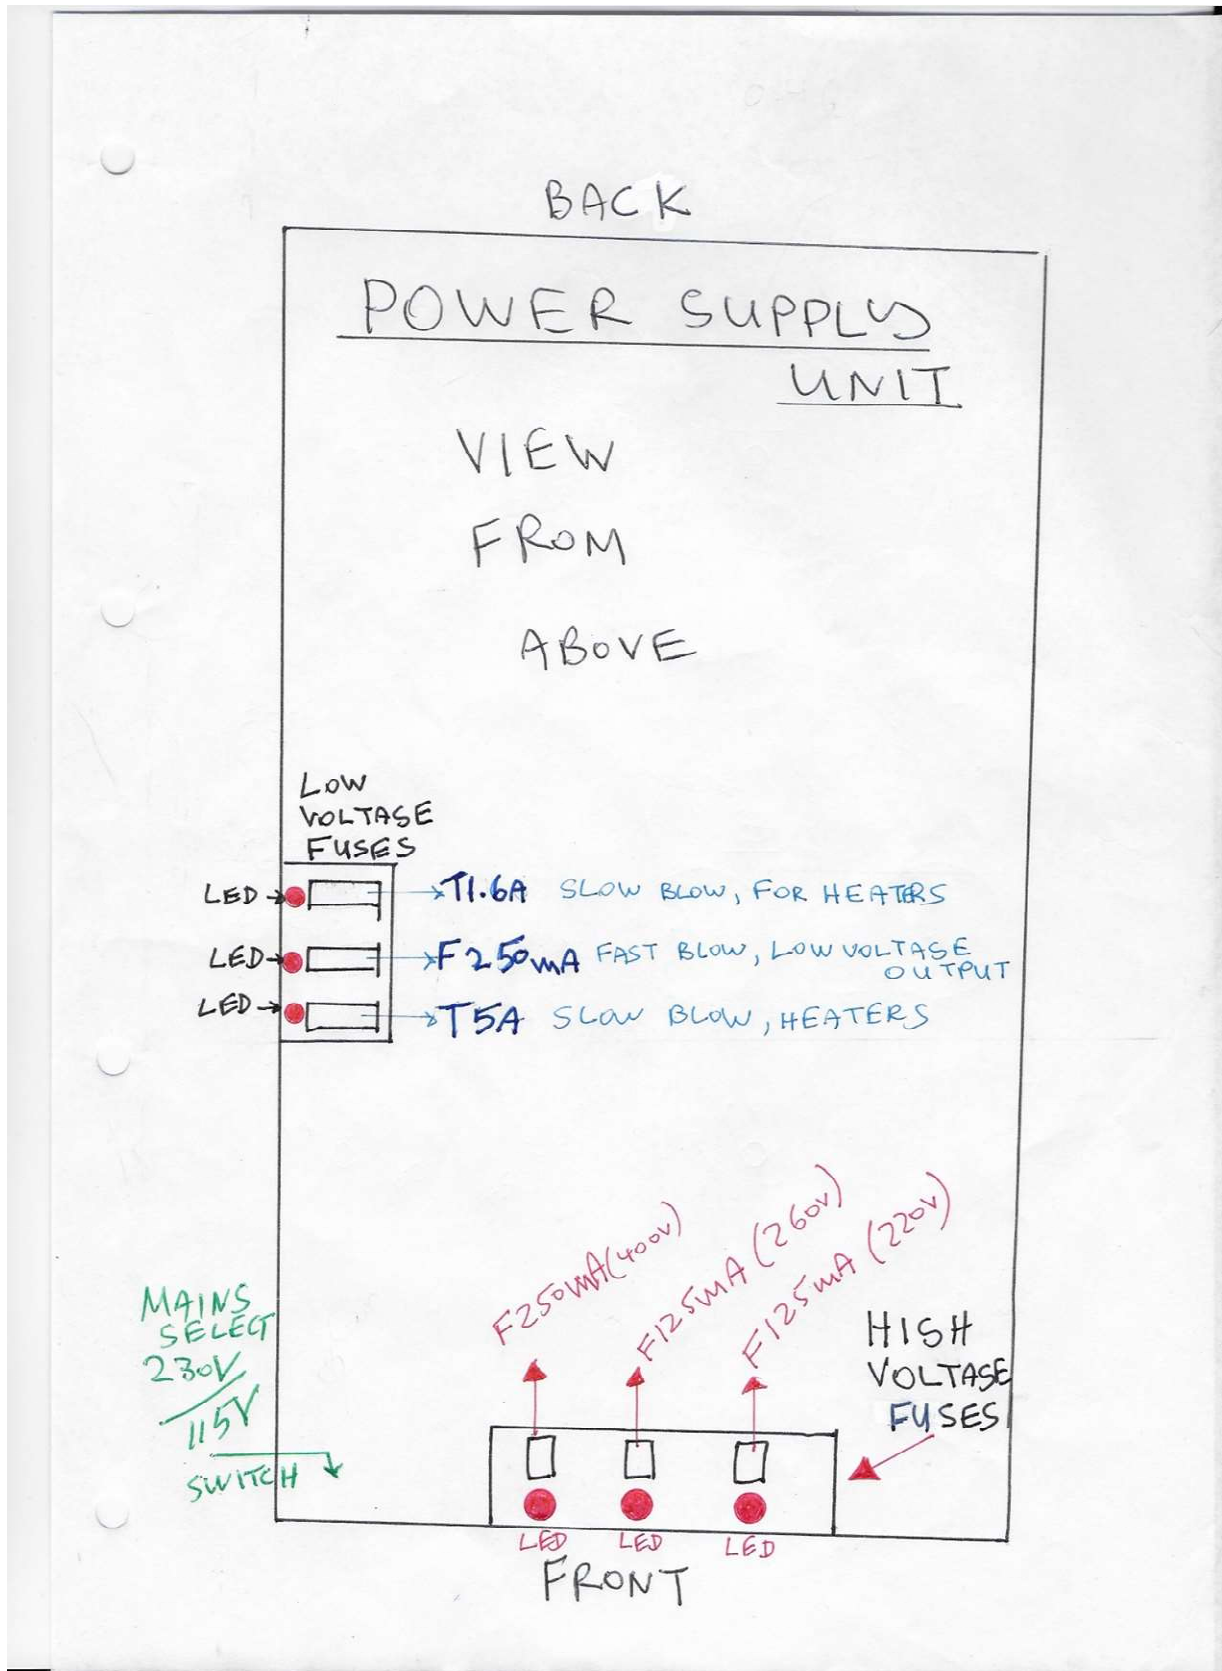 BACK
POWER SUPPLY
UNIT
VIEW
FROM
ABOVE
LOW
VOLTAGE
FUSES
LED T1.6A SLOW BLOW, FOR HEATERS
LED F250mA FAST BLOW, LOW VOLTAGE
OUTPUT
LED T5A SLOW BLOW, HEATERS
F250mA(400V)
F125mA (260V)
F125mA (220V)
MAINS
SELECT
230V
/
115V
SWITCH
HIGH
VOLTAGE
FUSES
LED LED LED
FRONT